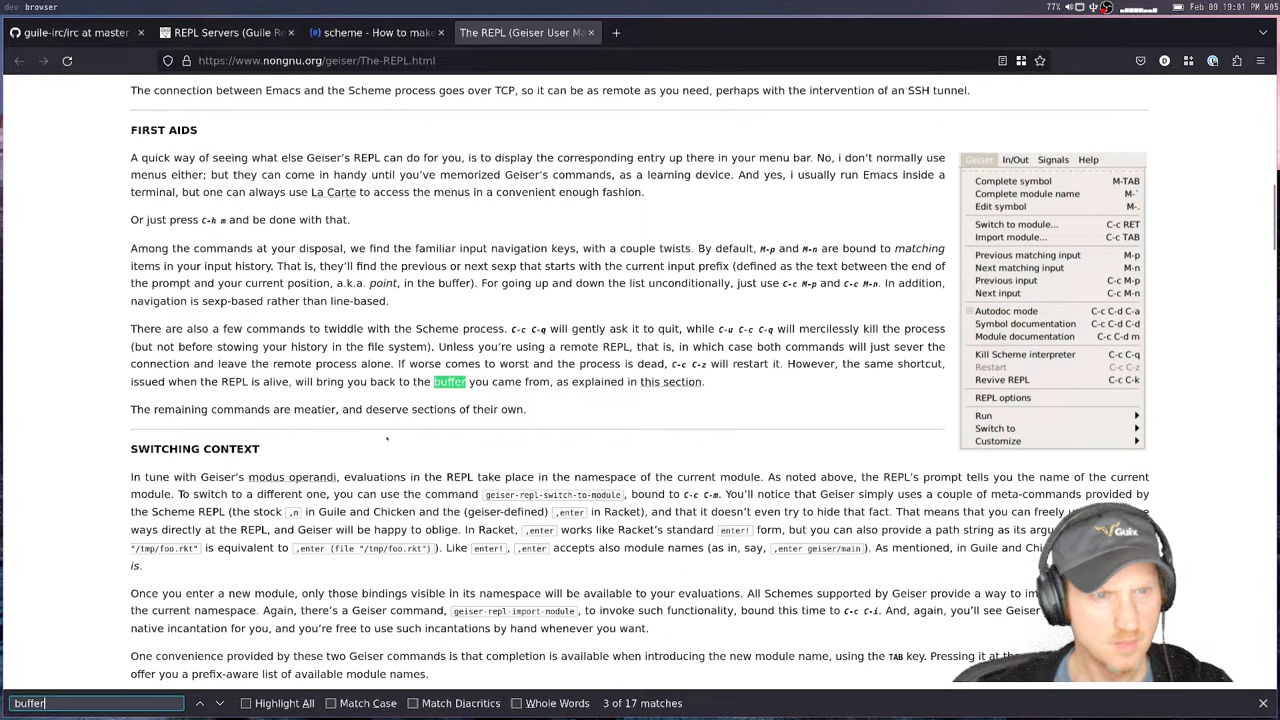 dev browser
77% Feb 09 19:01 W05
guile-irc/irc at master
REPL Servers (Guile Re
scheme - How to make
The REPL (Geiser User Ma
https://www.nongnu.org/geiser/The-REPL.html
The connection between Emacs and the Scheme process goes over TCP, so it can be as remote as you need, perhaps with the intervention of an SSH tunnel.
FIRST AIDS
A quick way of seeing what else Geiser's REPL can do for you, is to display the corresponding entry up there in your menu bar. No, i don't normally use
menus either; but they can come in handy until you've memorized Geiser's commands, as a learning device. And yes, i usually run Emacs inside a
terminal, but one can always use La Carte to access the menus in a convenient enough fashion.
Or just press C-h m and be done with that.
Among the commands at your disposal, we find the familiar input navigation keys, with a couple twists. By default, M-p and M-n are bound to matching
items in your input history. That is, they'll find the previous or next sexp that starts with the current input prefix (defined as the text between the end of
the prompt and your current position, a.k.a. point, in the buffer). For going up and down the list unconditionally, just use C-c M-p and C-c M-n. In addition,
navigation is sexp-based rather than line-based.
There are also a few commands to twiddle with the Scheme process. C-c C-q will gently ask it to quit, while C-u C-c C-q will mercilessly kill the process
(but not before stowing your history in the file system). Unless you're using a remote REPL, that is, in which case both commands will just sever the
connection and leave the remote process alone. If worse comes to worst and the process is dead, C-c C-z will restart it. However, the same shortcut,
issued when the REPL is alive, will bring you back to the buffer you came from, as explained in this section.
The remaining commands are meatier, and deserve sections of their own.
Geiser In/Out Signals Help
Complete symbol M-TAB
Complete module name M-`
Edit symbol M-.
Switch to module... C-c RET
Import module... C-c TAB
Previous matching input M-p
Next matching input M-n
Previous input C-c M-p
Next input C-c M-n
Autodoc mode C-c C-d C-a
Symbol documentation C-c C-d C-d
Module documentation C-c C-d C-m
Kill Scheme interpreter C-c C-q
Restart C-c C-z
Revive REPL C-c C-k
REPL options
Run
Switch to
Customize
SWITCHING CONTEXT
In tune with Geiser's modus operandi, evaluations in the REPL take place in the namespace of the current module. As noted above, the REPL's prompt tells you the name of the current
module. To switch to a different one, you can use the command geiser-repl-switch-to-module, bound to C-c C-m. You'll notice that Geiser simply uses a couple of meta-commands provided by
the Scheme REPL (the stock ,n in Guile and Chicken and the (geiser-defined) ,enter in Racket), and that it doesn't even try to hide that fact. That means that you can freely
ways directly at the REPL, and Geiser will be happy to oblige. In Racket, ,enter works like Racket's standard enter! form, but you can also provide a path string as its
"/tmp/foo.rkt" is equivalent to ,enter (file "/tmp/foo.rkt") ). Like enter!, ,enter accepts also module names (as in, say, ,enter geiser/main). As mentioned, in Guile and
is.
Once you enter a new module, only those bindings visible in its namespace will be available to your evaluations. All Schemes supported by Geiser provide a way to
the current namespace. Again, there's a Geiser command, geiser-repl-import-module, to invoke such functionality, bound this time to C-c C-i. And, again, you'll see Geiser
native incantation for you, and you're free to use such incantations by hand whenever you want.
One convenience provided by these two Geiser commands is that completion is available when introducing the new module name, using the TAB key. Pressing it at the
offer you a prefix-aware list of available module names.
Guix
buffer Highlight All Match Case Match Diacritics Whole Words 3 of 17 matches